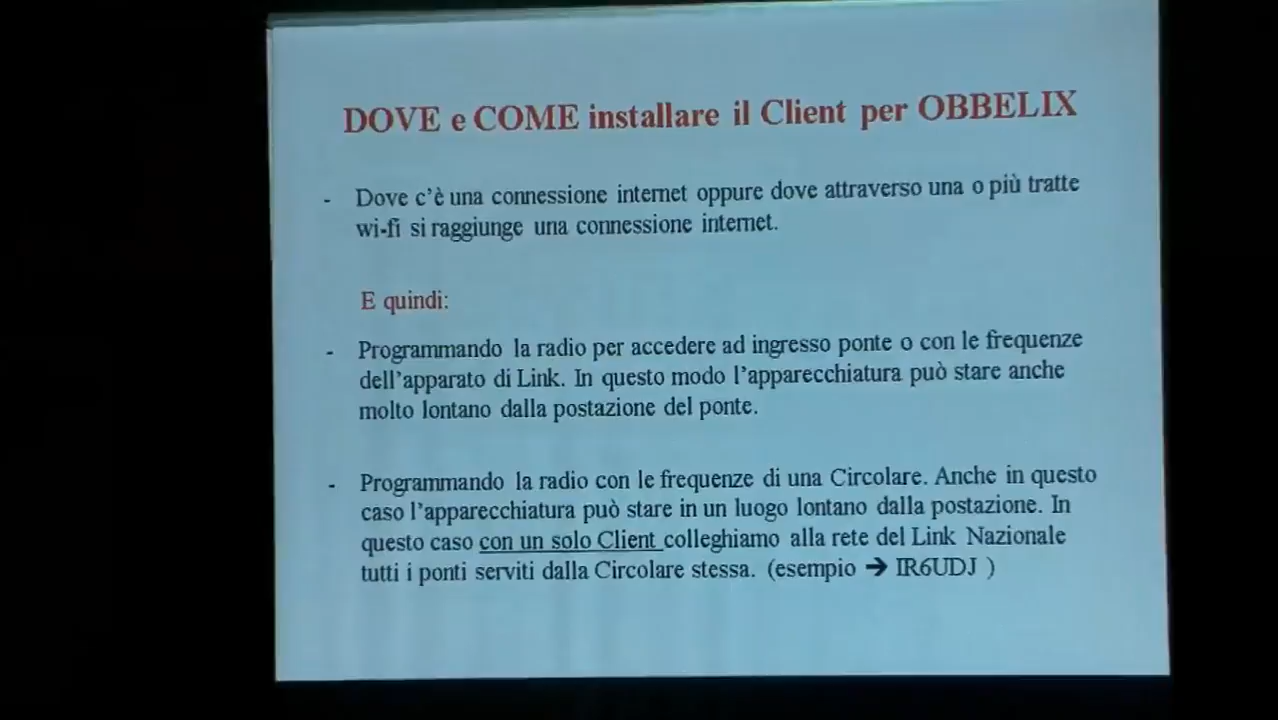 DOVE e COME installare il Client per OBBELIX
- Dove c’è una connessione internet oppure dove attraverso una o più tratte
wi-fi si raggiunge una connessione internet.
E quindi:
- Programmando la radio per accedere ad ingresso ponte o con le frequenze
dell’apparato di Link. In questo modo l’apparecchiatura può stare anche
molto lontano dalla postazione del ponte.
- Programmando la radio con le frequenze di una Circolare. Anche in questo
caso l’apparecchiatura può stare in un luogo lontano dalla postazione. In
questo caso con un solo Client colleghiamo alla rete del Link Nazionale
tutti i ponti serviti dalla Circolare stessa. (esempio ➔ IR6UDJ )